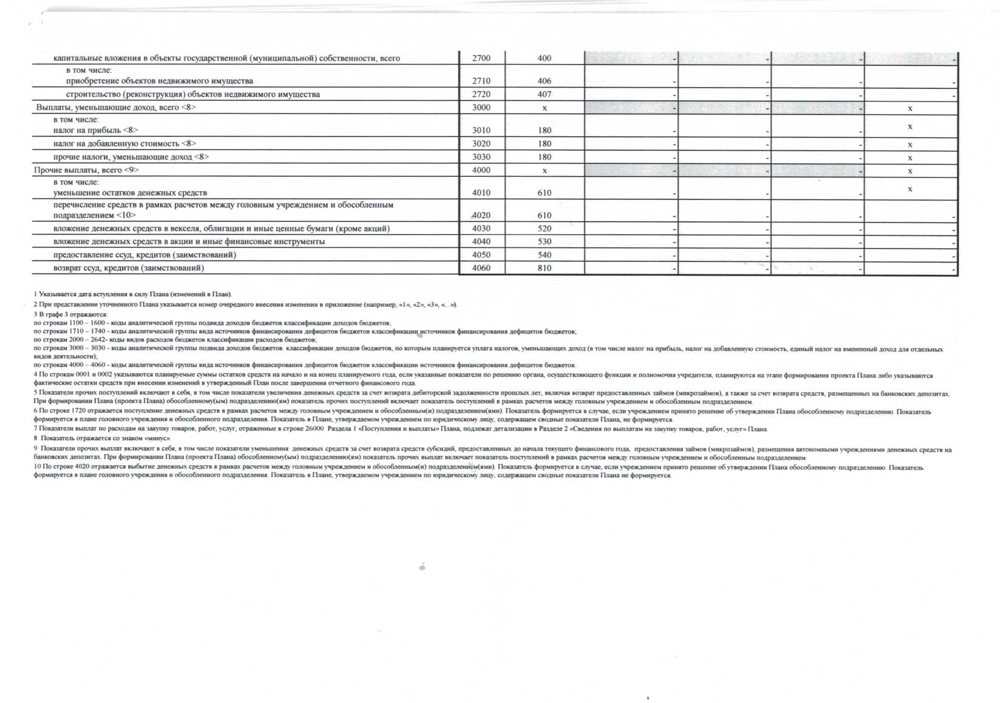 капитальные вложения в объекты государственной (муниципальной) собственности, всего 2700 400 - - - -
в том числе:
приобретение объектов недвижимого имущества 2710 406 - - - -
строительство (реконструкция) объектов недвижимого имущества 2720 407 - - - -
Выплаты, уменьшающие доход, всего <8> 3000 х - - - х
в том числе:
налог на прибыль <8> 3010 180 - - - х
налог на добавленную стоимость <8> 3020 180 - - - х
прочие налоги, уменьшающие доход <8> 3030 180 - - - х
Прочие выплаты, всего <9> 4000 х - - - х
в том числе:
уменьшение остатков денежных средств 4010 610 - - - х
перечисление средств в рамках расчетов между головным учреждением и обособленным
подразделением <10> 4020 610 - - - -
вложение денежных средств в векселя, облигации и иные ценные бумаги (кроме акций) 4030 520 - - - -
вложение денежных средств в акции и иные финансовые инструменты 4040 530 - - - -
предоставление ссуд, кредитов (заимствований) 4050 540 - - - -
возврат ссуд, кредитов (заимствований) 4060 810 - - - -
1 Указывается дата вступления в силу Плана (изменений в План).
2 При представлении уточненного Плана указывается номер очередного внесения изменения в приложение (например, «1», «2», «3», «...»).
3 В графе 3 отражаются:
по строкам 1100 – 1600 - коды аналитической группы подвида доходов бюджетов классификации доходов бюджетов;
по строкам 1710 – 1740 - коды аналитической группы вида источников финансирования дефицитов бюджетов классификации источников финансирования дефицитов бюджетов;
по строкам 2000 – 2642- коды видов расходов бюджетов классификации расходов бюджетов;
по строкам 3000 – 3030- коды аналитической группы подвида доходов бюджетов классификации доходов бюджетов, по которым планируется уплата налогов, уменьшающих доход (в том числе налог на прибыль, налог на добавленную стоимость, единый налог на вмененный доход для отдельных
видов деятельности);
по строкам 4000 – 4060 - коды аналитической группы вида источников финансирования дефицитов бюджетов классификации источников финансирования дефицитов бюджетов.
4 По строкам 0001 и 0002 указываются планируемые суммы остатков средств на начало и на конец планируемого года, если указанные показатели по решению органа, осуществляющего функции и полномочия учредителя, планируются на этапе формирования проекта Плана либо указываются
фактические остатки средств при внесении изменений в утвержденный План после завершения отчетного финансового года.
5 Показатели прочих поступлений включают в себя, в том числе показатели увеличения денежных средств за счет возврата дебиторской задолженности прошлых лет, включая возврат предоставленных займов (микрозаймов), а также за счет возврата средств, размещенных на банковских депозитах.
При формировании Плана (проекта Плана) обособленному(ым) подразделению(ям) показатель прочих поступлений включает показатель поступлений в рамках расчетов между головным учреждением и обособленным подразделением.
6 По строке 1720 отражается поступление денежных средств в рамках расчетов между головным учреждением и обособленным(и) подразделением(ями). Показатель формируется в случае, если учреждением принято решение об утверждении Плана обособленному подразделению. Показатель
формируется в плане головного учреждения и обособленного подразделения. Показатель в Плане, утверждаемом учреждением по юридическому лицу, содержащем сводные показатели Плана, не формируется.
7 Показатели выплат по расходам на закупку товаров, работ, услуг, отраженные в строке 26000 Раздела 1 «Поступления и выплаты» Плана, подлежат детализации в Разделе 2 «Сведения по выплатам на закупку товаров, работ, услуг» Плана.
8 Показатель отражается со знаком «минус».
9 Показатели прочих выплат включают в себя, в том числе показатели уменьшения денежных средств за счет возврата средств субсидий, предоставленных до начала текущего финансового года, предоставления займов (микрозаймов), размещения автономными учреждениями денежных средств на
банковских депозитах. При формировании Плана (проекта Плана) обособленному(ым) подразделению(ям) показатель прочих выплат включает показатель поступлений в рамках расчетов между головным учреждением и обособленным подразделением.
10 По строке 4020 отражается выбытие денежных средств в рамках расчетов между головным учреждением и обособленным(и) подразделением(ями). Показатель формируется в случае, если учреждением принято решение об утверждении Плана обособленному подразделению. Показатель
формируется в плане головного учреждения и обособленного подразделения. Показатель в Плане, утверждаемом учреждением по юридическому лицу, содержащем сводные показатели Плана не формируется.